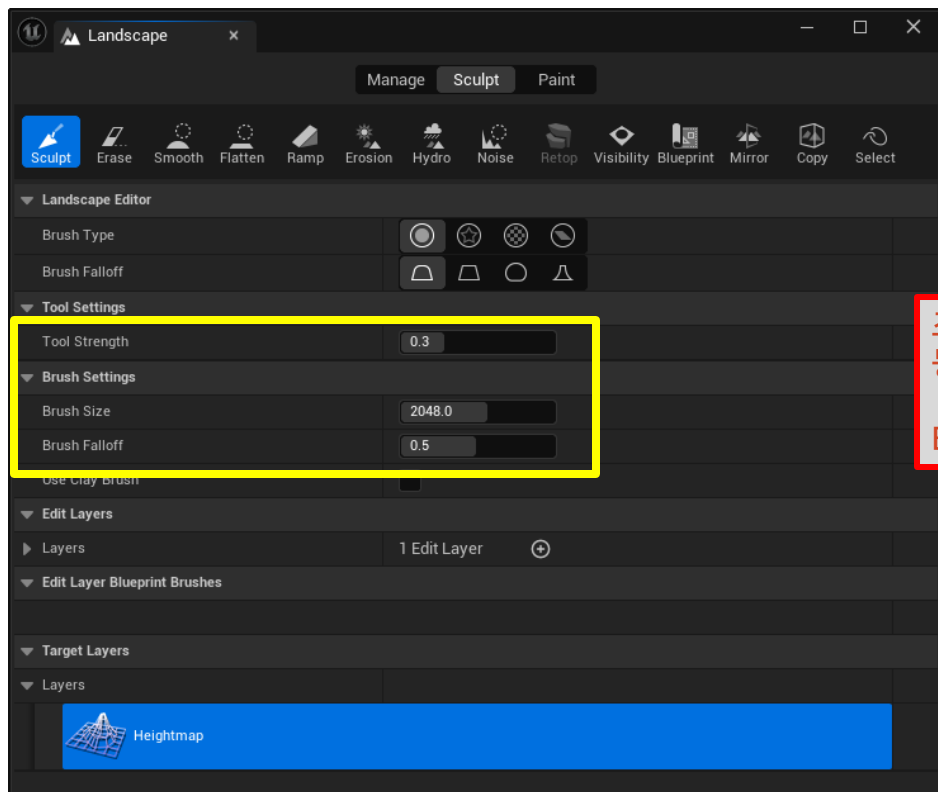 Landscape
Manage Sculpt Paint
Sculpt Erase Smooth Flatten Ramp Erosion Hydro Noise Retop Visibility Blueprint Mirror Copy Select
Landscape Editor
Brush Type
Brush Falloff
Tool Settings
Tool Strength 0.3
Brush Settings
Brush Size 2048.0
Brush Falloff 0.5
Use Clay Brush
Edit Layers
Layers 1 Edit Layer
Edit Layer Blueprint Brushes
Target Layers
Layers
Heightmap